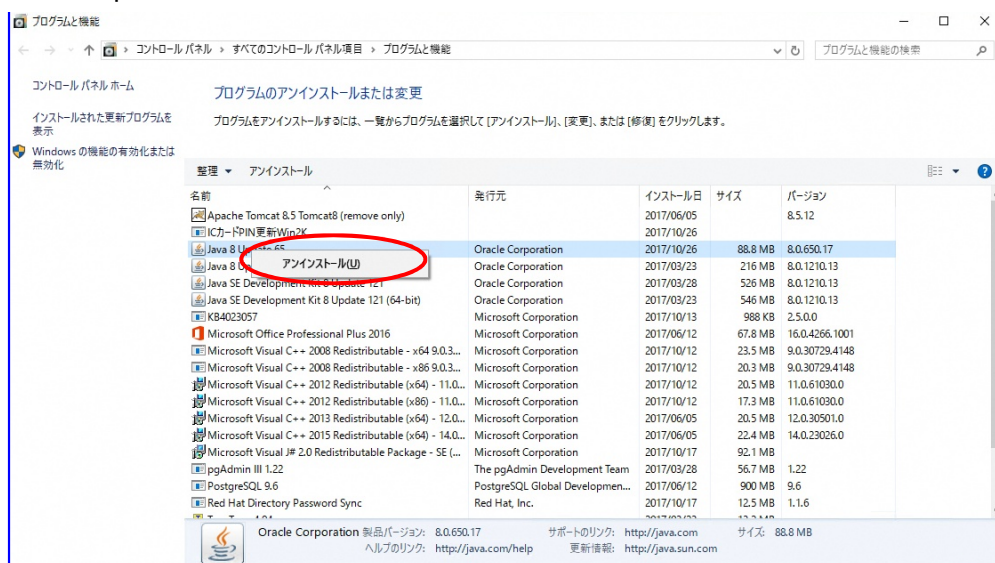 プログラムと機能
コントロール パネル › すべてのコントロール パネル項目 › プログラムと機能
プログラムと機能の検索
コントロール パネル ホーム
インストールされた更新プログラムを
表示
Windows の機能の有効化または
無効化
プログラムのアンインストールまたは変更
プログラムをアンインストールするには、一覧からプログラムを選択して [アンインストール]、[変更]、または [修復] をクリックします。
整理 アンインストール
名前 発行元 インストール日 サイズ バージョン
Apache Tomcat 8.5 Tomcat8 (remove only) 2017/06/05 8.5.12
ICカードPIN更新Win2K 2017/10/26
Java 8 Update 65 Oracle Corporation 2017/10/26 88.8 MB 8.0.650.17
アンインストール(U)
Java 8 Oracle Corporation 2017/03/23 216 MB 8.0.1210.13
Java SE Development Kit 8 Update 121 Oracle Corporation 2017/03/28 526 MB 8.0.1210.13
Java SE Development Kit 8 Update 121 (64-bit) Oracle Corporation 2017/03/23 546 MB 8.0.1210.13
KB4023057 Microsoft Corporation 2017/10/13 988 KB 2.5.0.0
Microsoft Office Professional Plus 2016 Microsoft Corporation 2017/06/12 67.8 MB 16.0.4266.1001
Microsoft Visual C++ 2008 Redistributable - x64 9.0.3... Microsoft Corporation 2017/10/12 23.5 MB 9.0.30729.4148
Microsoft Visual C++ 2008 Redistributable - x86 9.0.3... Microsoft Corporation 2017/10/12 20.3 MB 9.0.30729.4148
Microsoft Visual C++ 2012 Redistributable (x64) - 11.0... Microsoft Corporation 2017/10/12 20.5 MB 11.0.61030.0
Microsoft Visual C++ 2012 Redistributable (x86) - 11.0... Microsoft Corporation 2017/10/12 17.3 MB 11.0.61030.0
Microsoft Visual C++ 2013 Redistributable (x64) - 12.0... Microsoft Corporation 2017/06/05 20.5 MB 12.0.30501.0
Microsoft Visual C++ 2015 Redistributable (x64) - 14.0... Microsoft Corporation 2017/06/05 22.4 MB 14.0.23026.0
Microsoft Visual J# 2.0 Redistributable Package - SE (... Microsoft Corporation 2017/10/17 92.1 MB
pgAdmin III 1.22 The pgAdmin Development Team 2017/03/28 56.7 MB 1.22
PostgreSQL 9.6 PostgreSQL Global Developmen... 2017/06/12 900 MB 9.6
Red Hat Directory Password Sync Red Hat, Inc. 2017/10/17 12.5 MB 1.1.6
Oracle Corporation 製品バージョン: 8.0.650.17 サポートのリンク: http://java.com サイズ: 88.8 MB
ヘルプのリンク: http://java.com/help 更新情報: http://java.sun.com